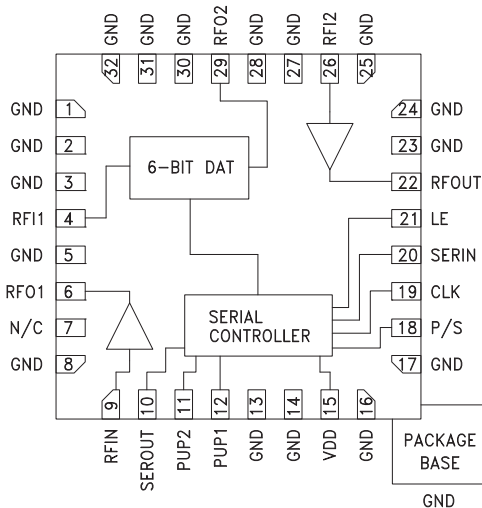 GND GND GND RFO2 GND GND RFI2 GND
32 31 30 29 28 27 26 25
GND 1
GND 2
GND 3
RFI1 4
GND 5
RFO1 6
N/C 7
GND 8
6-BIT DAT
SERIAL
CONTROLLER
24 GND
23 GND
22 RFOUT
21 LE
20 SERIN
19 CLK
18 P/S
17 GND
9 10 11 12 13 14 15 16
RFIN SEROUT PUP2 PUP1 GND GND VDD GND
PACKAGE
BASE
GND